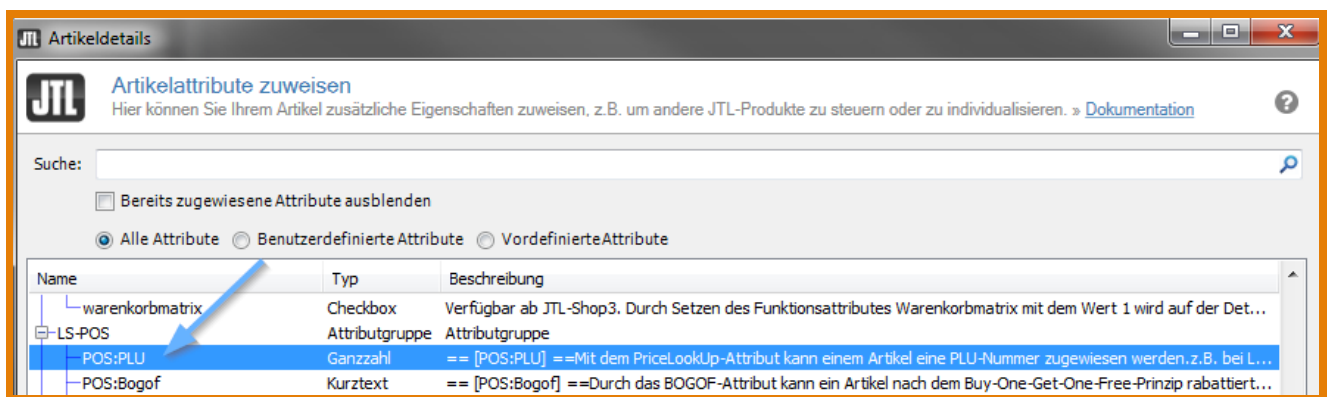 JTL Artikeldetails
JTL
Artikelattribute zuweisen
Hier können Sie Ihrem Artikel zusätzliche Eigenschaften zuweisen, z.B. um andere JTL-Produkte zu steuern oder zu individualisieren. » Dokumentation
Suche:
Bereits zugewiesene Attribute ausblenden
Alle Attribute Benutzerdefinierte Attribute Vordefinierte Attribute
Name Typ Beschreibung
warenkorbmatrix Checkbox Verfügbar ab JTL-Shop3. Durch Setzen des Funktionsattributes Warenkorbmatrix mit dem Wert 1 wird auf der Det...
LS-POS Attributgruppe Attributgruppe
POS:PLU Ganzzahl == [POS:PLU] ==Mit dem PriceLookUp-Attribut kann einem Artikel eine PLU-Nummer zugewiesen werden.z.B. bei L...
POS:Bogof Kurztext == [POS:Bogof] ==Durch das BOGOF-Attribut kann ein Artikel nach dem Buy-One-Get-One-Free-Prinzip rabattiert...